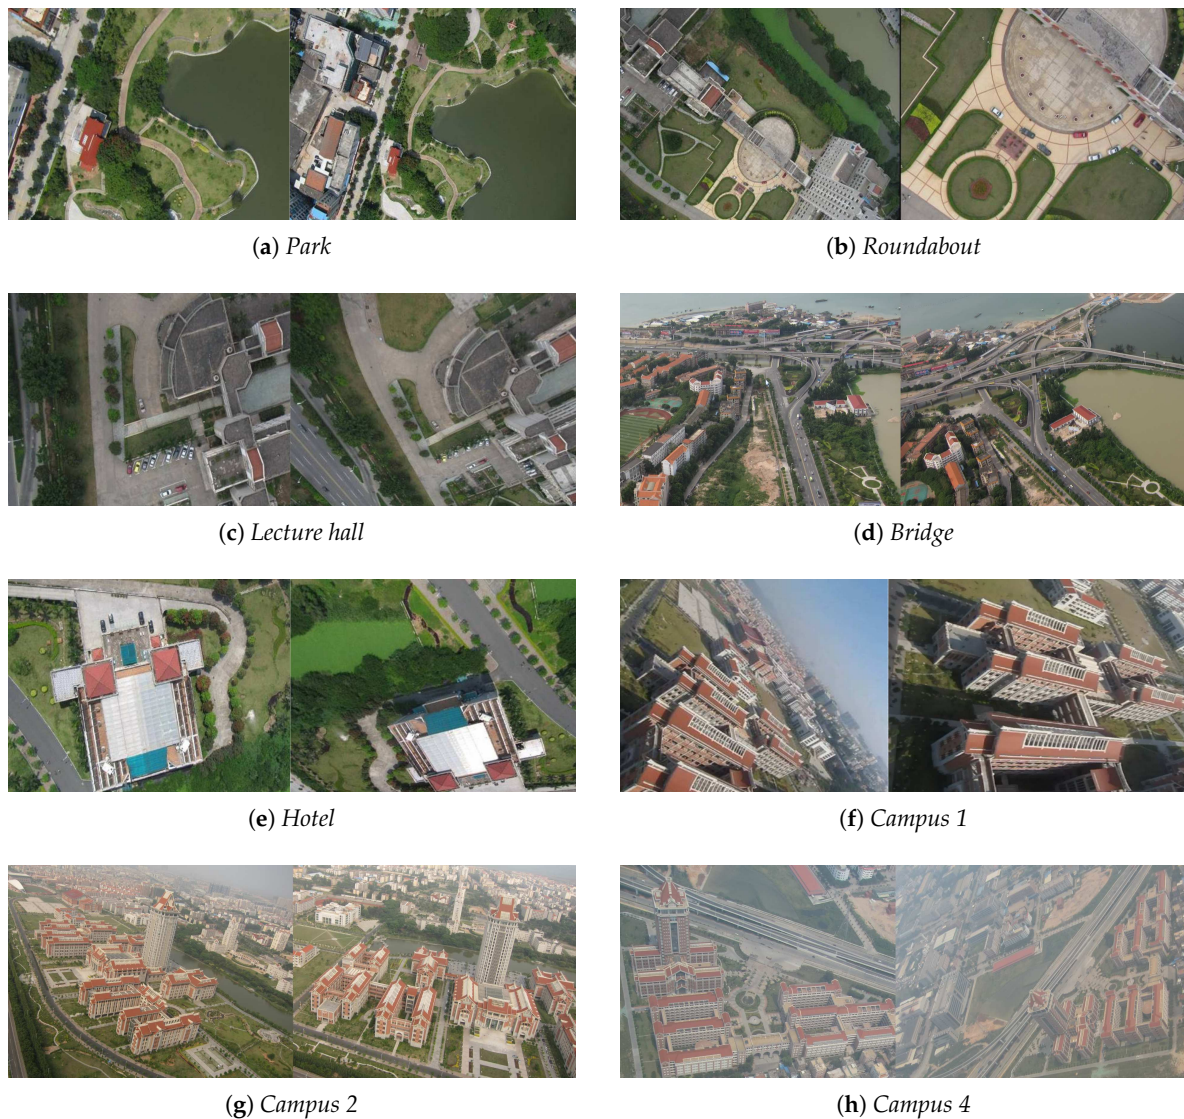 (a) Park
(b) Roundabout
(c) Lecture hall
(d) Bridge
(e) Hotel
(f) Campus 1
(g) Campus 2
(h) Campus 4